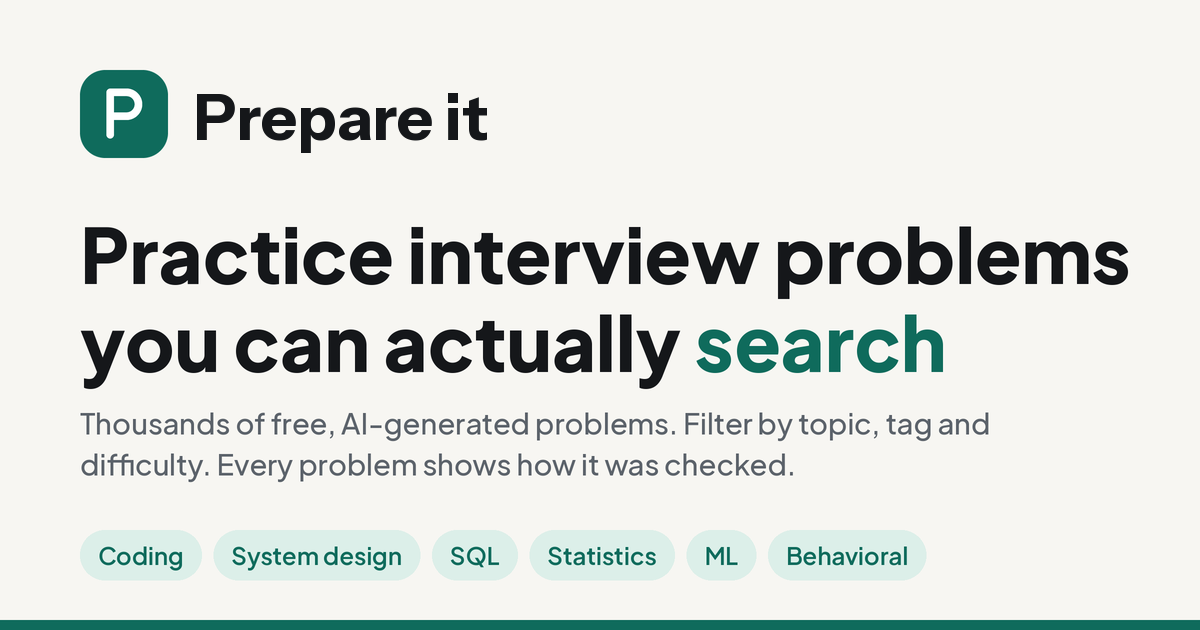 P
Prepare it
Practice interview problems
you can actually search
Thousands of free, AI-generated problems. Filter by topic, tag and
difficulty. Every problem shows how it was checked.
Coding System design SQL Statistics ML Behavioral